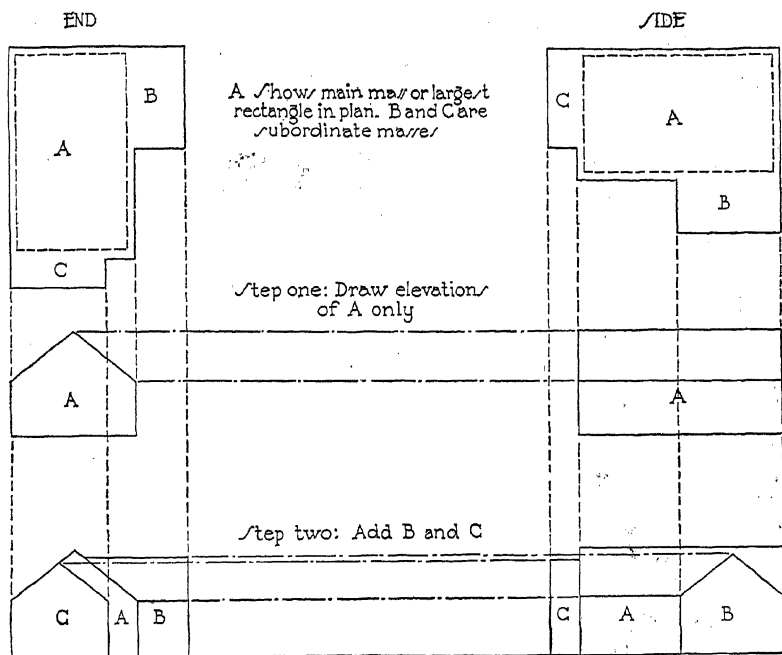 END
SIDE
B
C
A
A
A shows main mass or largest
rectangle in plan. B and C are
subordinate masses
B
C
Step one: Draw elevations
of A only
A
A
Step two: Add B and C
C
A
B
C
A
B